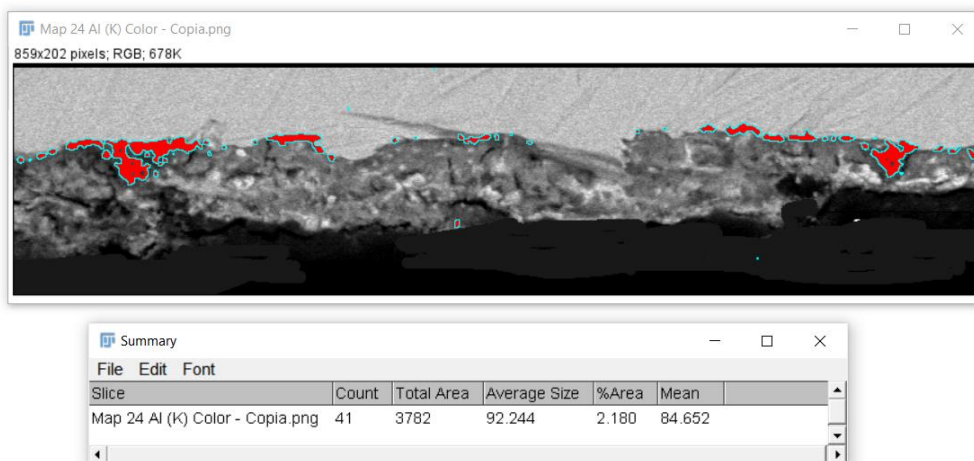 Map 24 Al (K) Color - Copia.png
859x202 pixels; RGB; 678K
Summary
File Edit Font
Slice Count Total Area Average Size %Area Mean
Map 24 Al (K) Color - Copia.png 41 3782 92.244 2.180 84.652